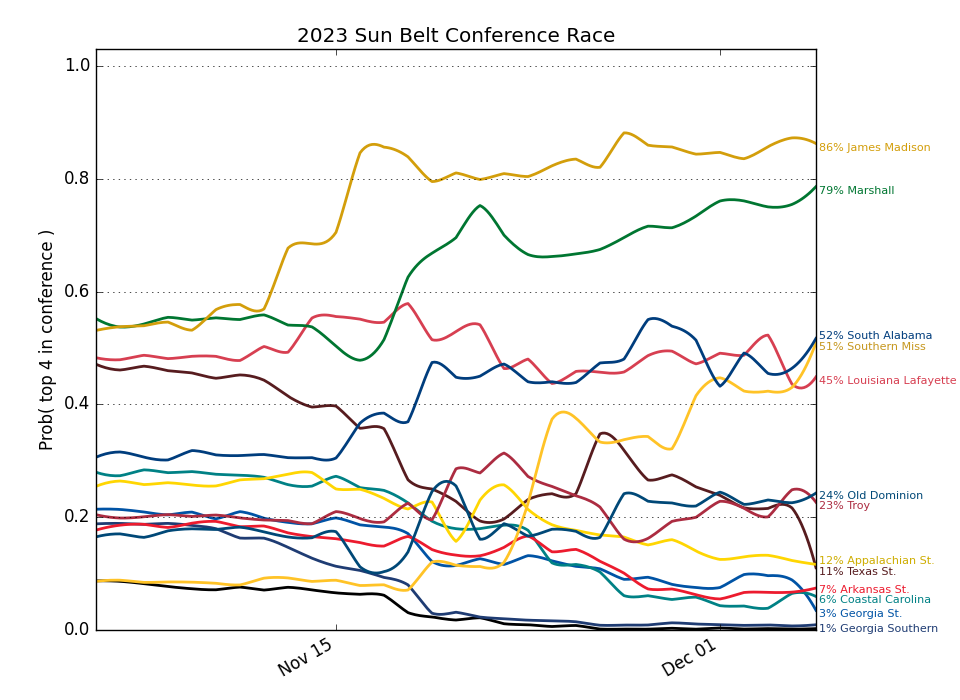 2023 Sun Belt Conference Race
Prob( top 4 in conference )
1.0
0.8
0.6
0.4
0.2
0.0
Nov 15
Dec 01
86% James Madison
79% Marshall
52% South Alabama
51% Southern Miss
45% Louisiana Lafayette
24% Old Dominion
23% Troy
12% Appalachian St.
11% Texas St.
7% Arkansas St.
6% Coastal Carolina
3% Georgia St.
1% Georgia Southern